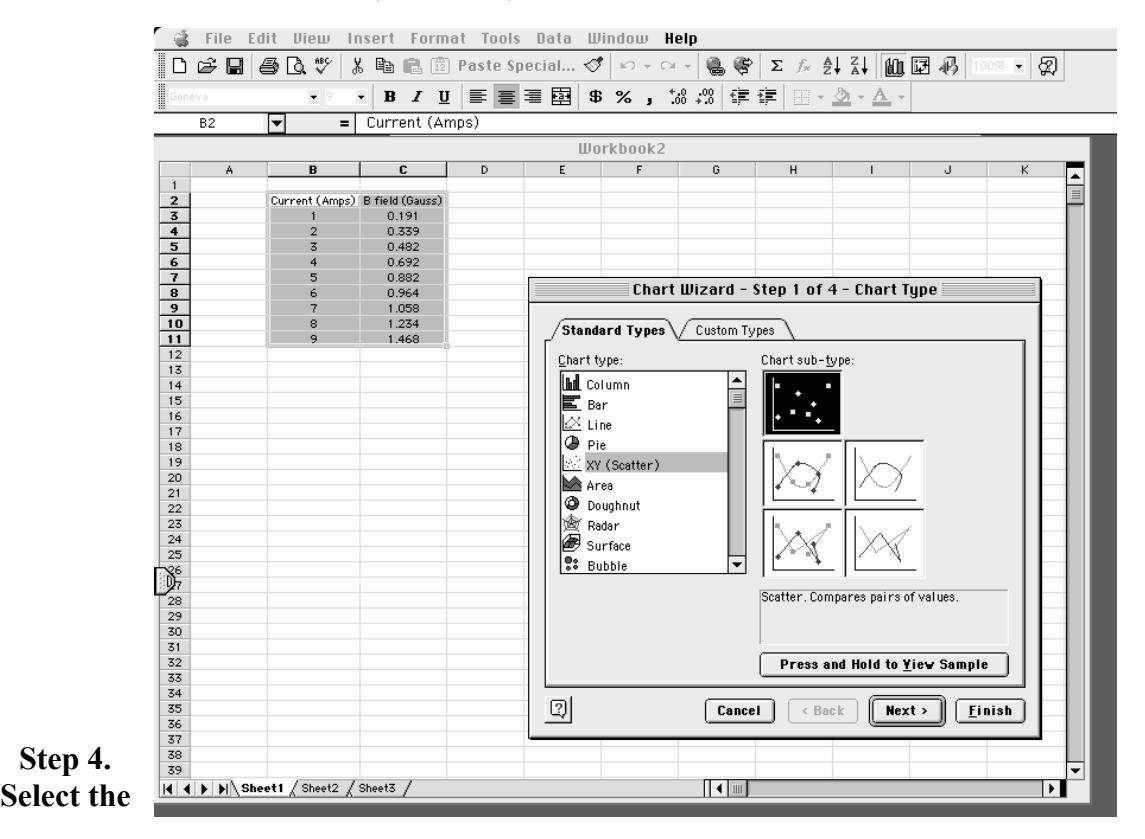 File Edit View Insert Format Tools Data Window Help
Paste Special... 100%
Geneva 9 B I U $ % ,
B2 = Current (Amps)
Workbook2
A B C D E F G H I J K
1
2 Current (Amps) B field (Gauss)
3 1 0.191
4 2 0.339
5 3 0.482
6 4 0.692
7 5 0.882
8 6 0.964
9 7 1.058
10 8 1.234
11 9 1.468
12
13
14
15
16
17
18
19
20
21
22
23
24
25
26
27
28
29
30
31
32
33
34
35
36
37
38
39
Chart Wizard - Step 1 of 4 - Chart Type
Standard Types Custom Types
Chart type: Chart sub-type:
Column
Bar
Line
Pie
XY (Scatter)
Area
Doughnut
Radar
Surface
Bubble
Scatter. Compares pairs of values.
Press and Hold to View Sample
Cancel < Back Next > Finish
Sheet1 Sheet2 Sheet3
Step 4.
Select the